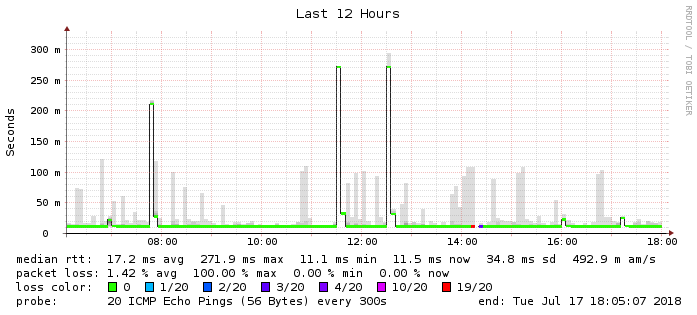 Last 12 Hours
RRDTOOL / TOBI OETIKER
Seconds
300 m
250 m
200 m
150 m
100 m
50 m
0
08:00 10:00 12:00 14:00 16:00 18:00
median rtt: 17.2 ms avg 271.9 ms max 11.1 ms min 11.5 ms now 34.8 ms sd 492.9 m am/s
packet loss: 1.42 % avg 100.00 % max 0.00 % min 0.00 % now
loss color: 0 1/20 2/20 3/20 4/20 10/20 19/20
probe: 20 ICMP Echo Pings (56 Bytes) every 300s end: Tue Jul 17 18:05:07 2018